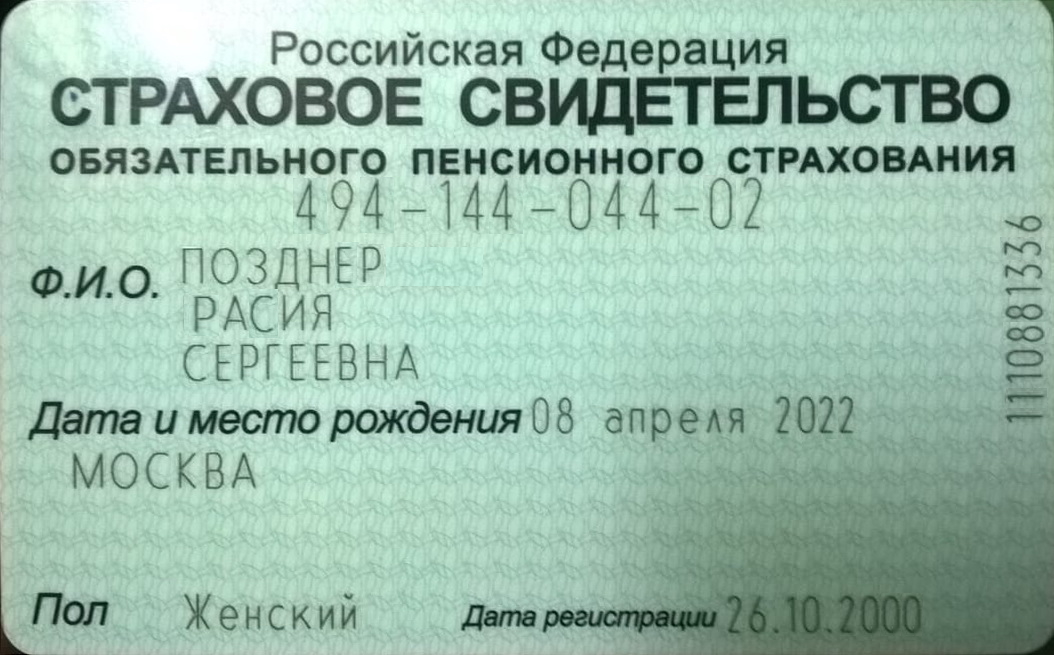 Российская Федерация
СТРАХОВОЕ СВИДЕТЕЛЬСТВО
ОБЯЗАТЕЛЬНОГО ПЕНСИОННОГО СТРАХОВАНИЯ
494-144-044-02
Ф.И.О. ПОЗДНЕР
РАСИЯ
СЕРГЕЕВНА
Дата и место рождения 08 апреля 2022
МОСКВА
Пол Женский Дата регистрации 26.10.2000
1110881336